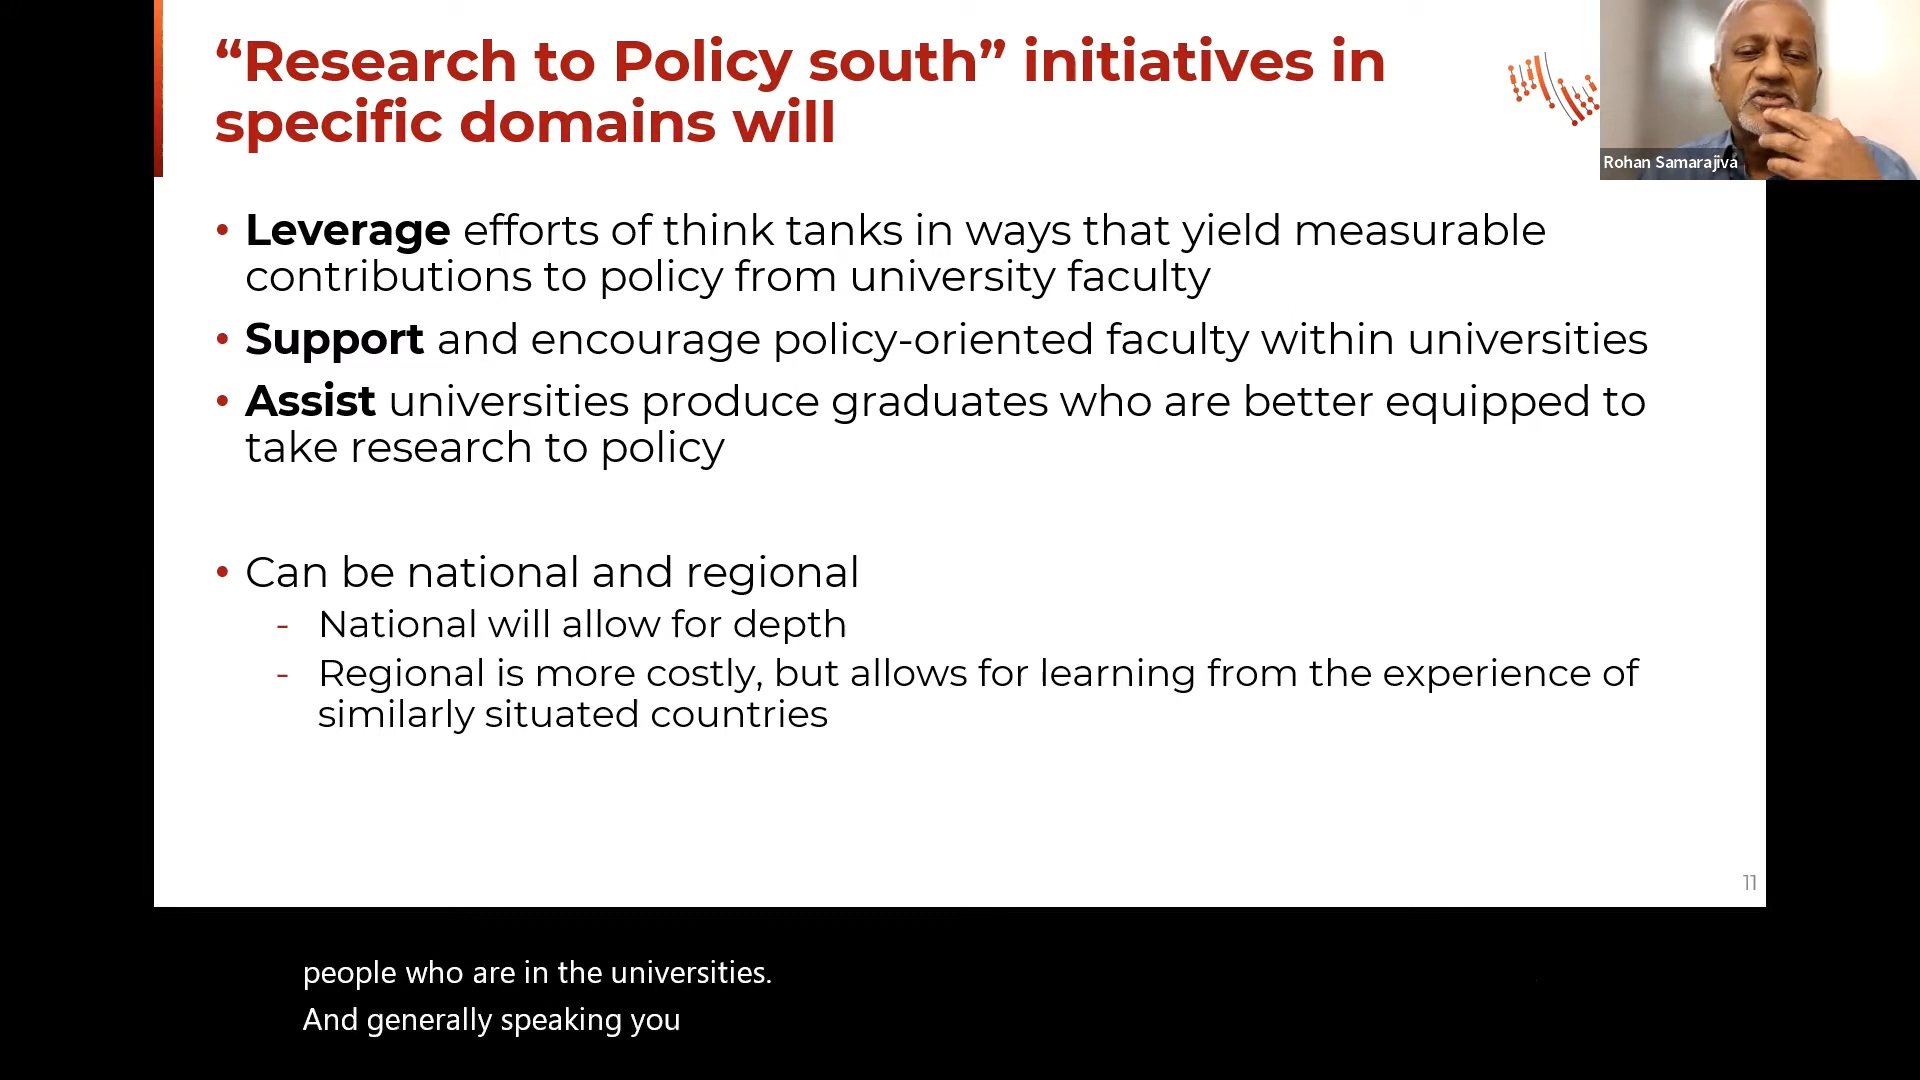 “Research to Policy south” initiatives in
specific domains will
Rohan Samarajiva
• Leverage efforts of think tanks in ways that yield measurable
contributions to policy from university faculty
• Support and encourage policy-oriented faculty within universities
• Assist universities produce graduates who are better equipped to
take research to policy
• Can be national and regional
- National will allow for depth
- Regional is more costly, but allows for learning from the experience of
similarly situated countries
11
people who are in the universities.
And generally speaking you